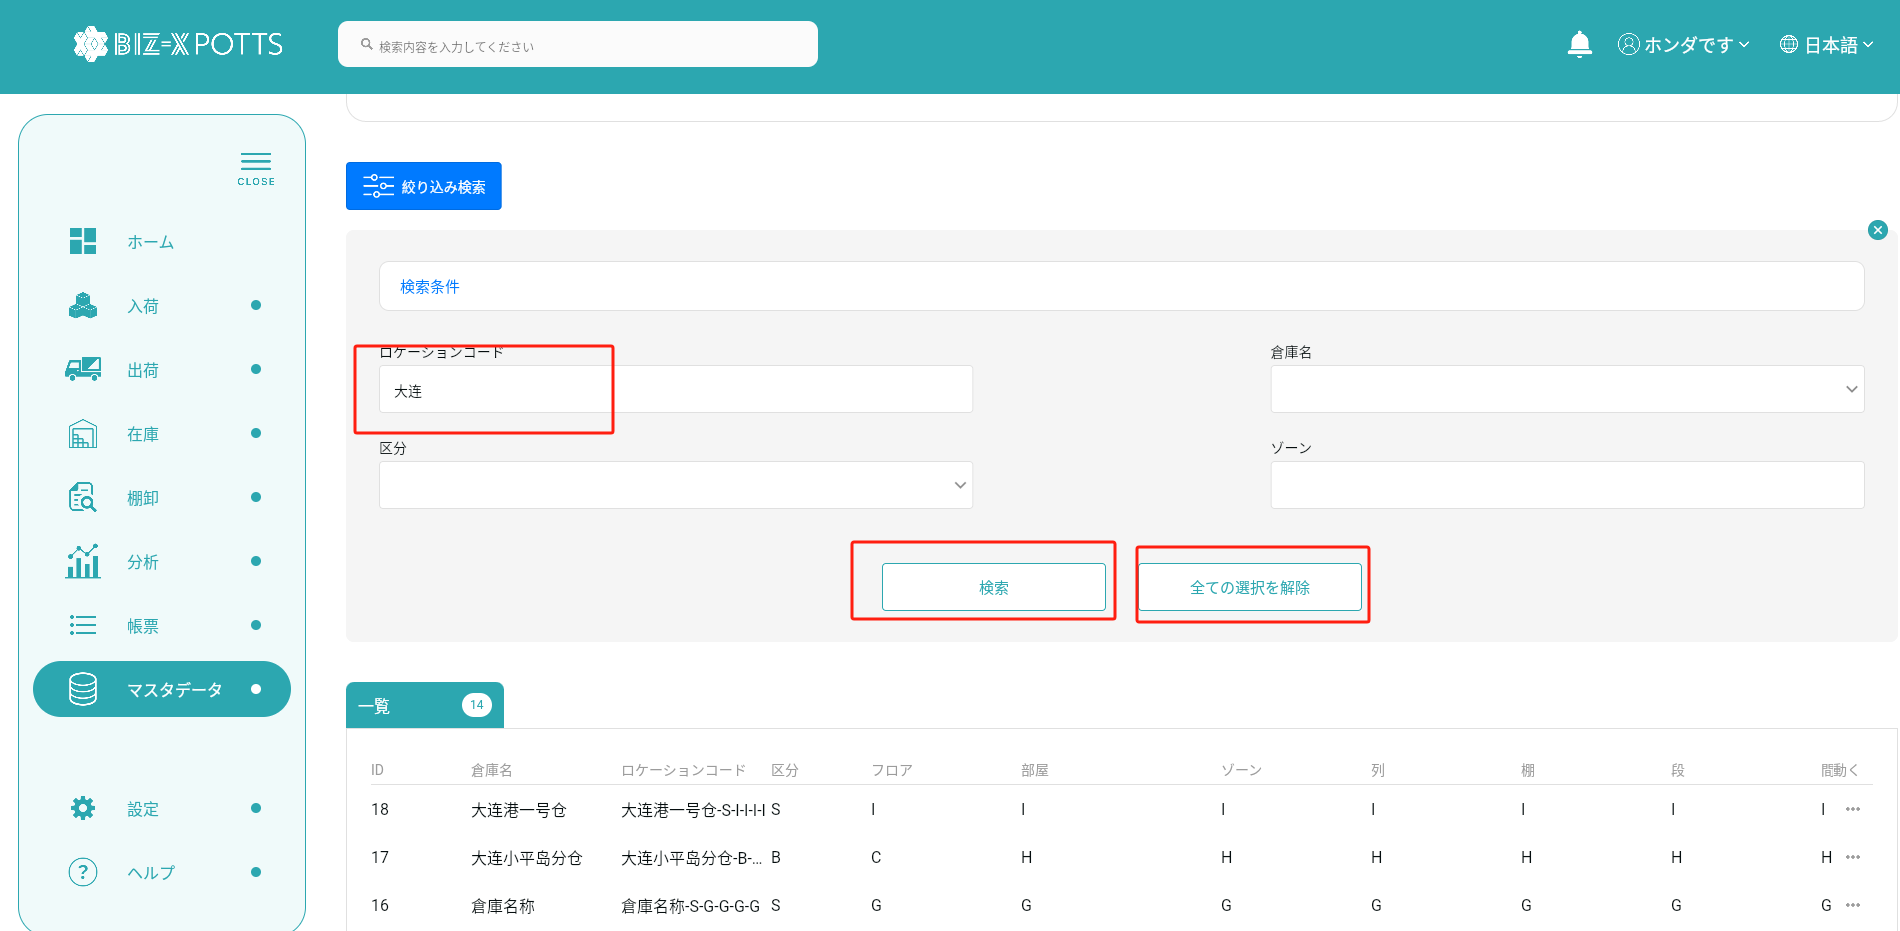 BIZ=X POTTS
検索内容を入力してください
ホンダです
日本語
CLOSE
ホーム
入荷
出荷
在庫
棚卸
分析
帳票
マスタデータ
設定
?
ヘルプ
絞り込み検索
検索条件
ロケーションコード
倉庫名
大连
区分
ゾーン
検索
全ての選択を解除
一覧 14
ID 倉庫名 ロケーションコード 区分 フロア 部屋 ゾーン 列 棚 段 間 動く
18 大连港一号仓 大连港一号仓-S-I-I-I-I S I I I I I I I ...
17 大连小平岛分仓 大连小平岛分仓-B-... B C H H H H H H ...
16 倉庫名称 倉庫名称-S-G-G-G-G S G G G G G G G ...